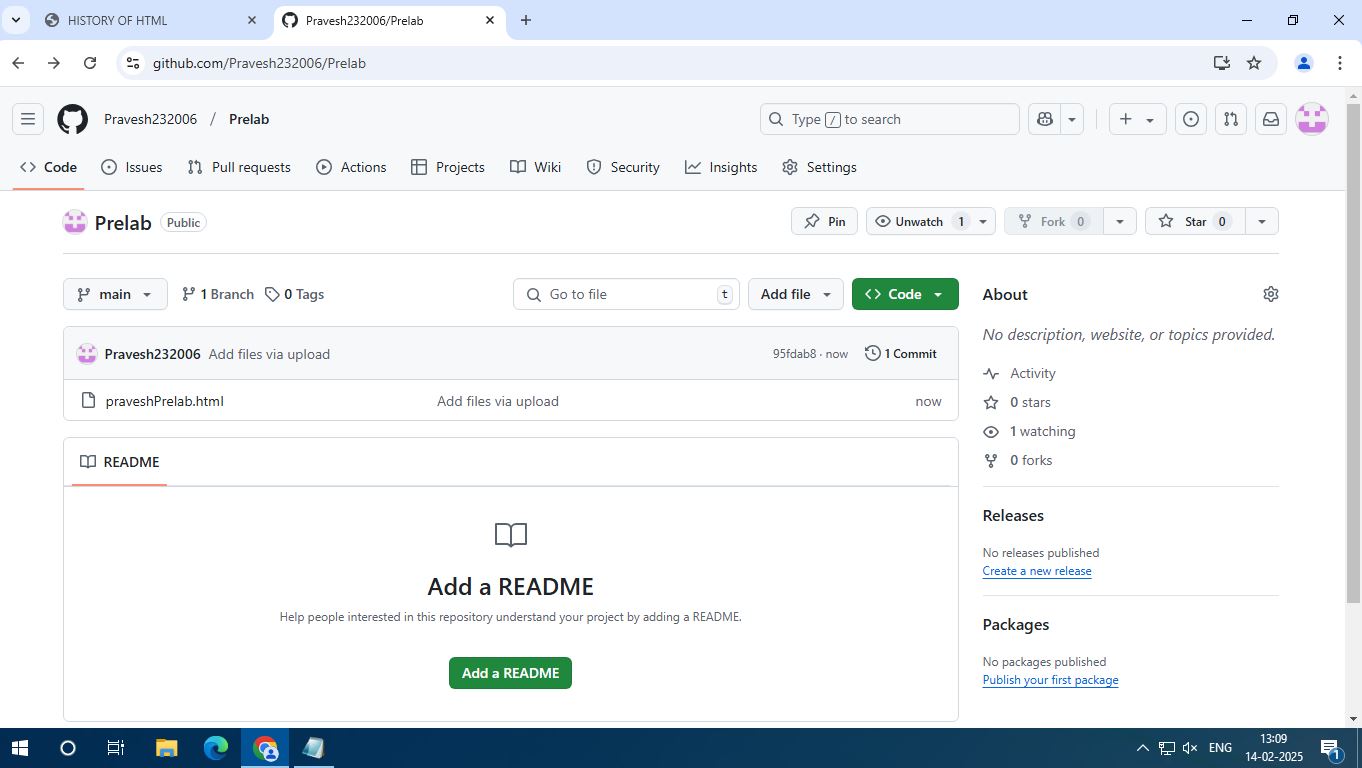 HISTORY OF HTML
Pravesh232006/Prelab
github.com/Pravesh232006/Prelab
Pravesh232006 / Prelab
Type / to search
Code Issues Pull requests Actions Projects Wiki Security Insights Settings
Prelab Public
Pin Unwatch 1 Fork 0 Star 0
main 1 Branch 0 Tags Go to file t Add file Code
Pravesh232006 Add files via upload 95fdab8 · now 1 Commit
praveshPrelab.html Add files via upload now
README
Add a README
Help people interested in this repository understand your project by adding a README.
Add a README
About
No description, website, or topics provided.
Activity
0 stars
1 watching
0 forks
Releases
No releases published
Create a new release
Packages
No packages published
Publish your first package
ENG
13:09
14-02-2025
1